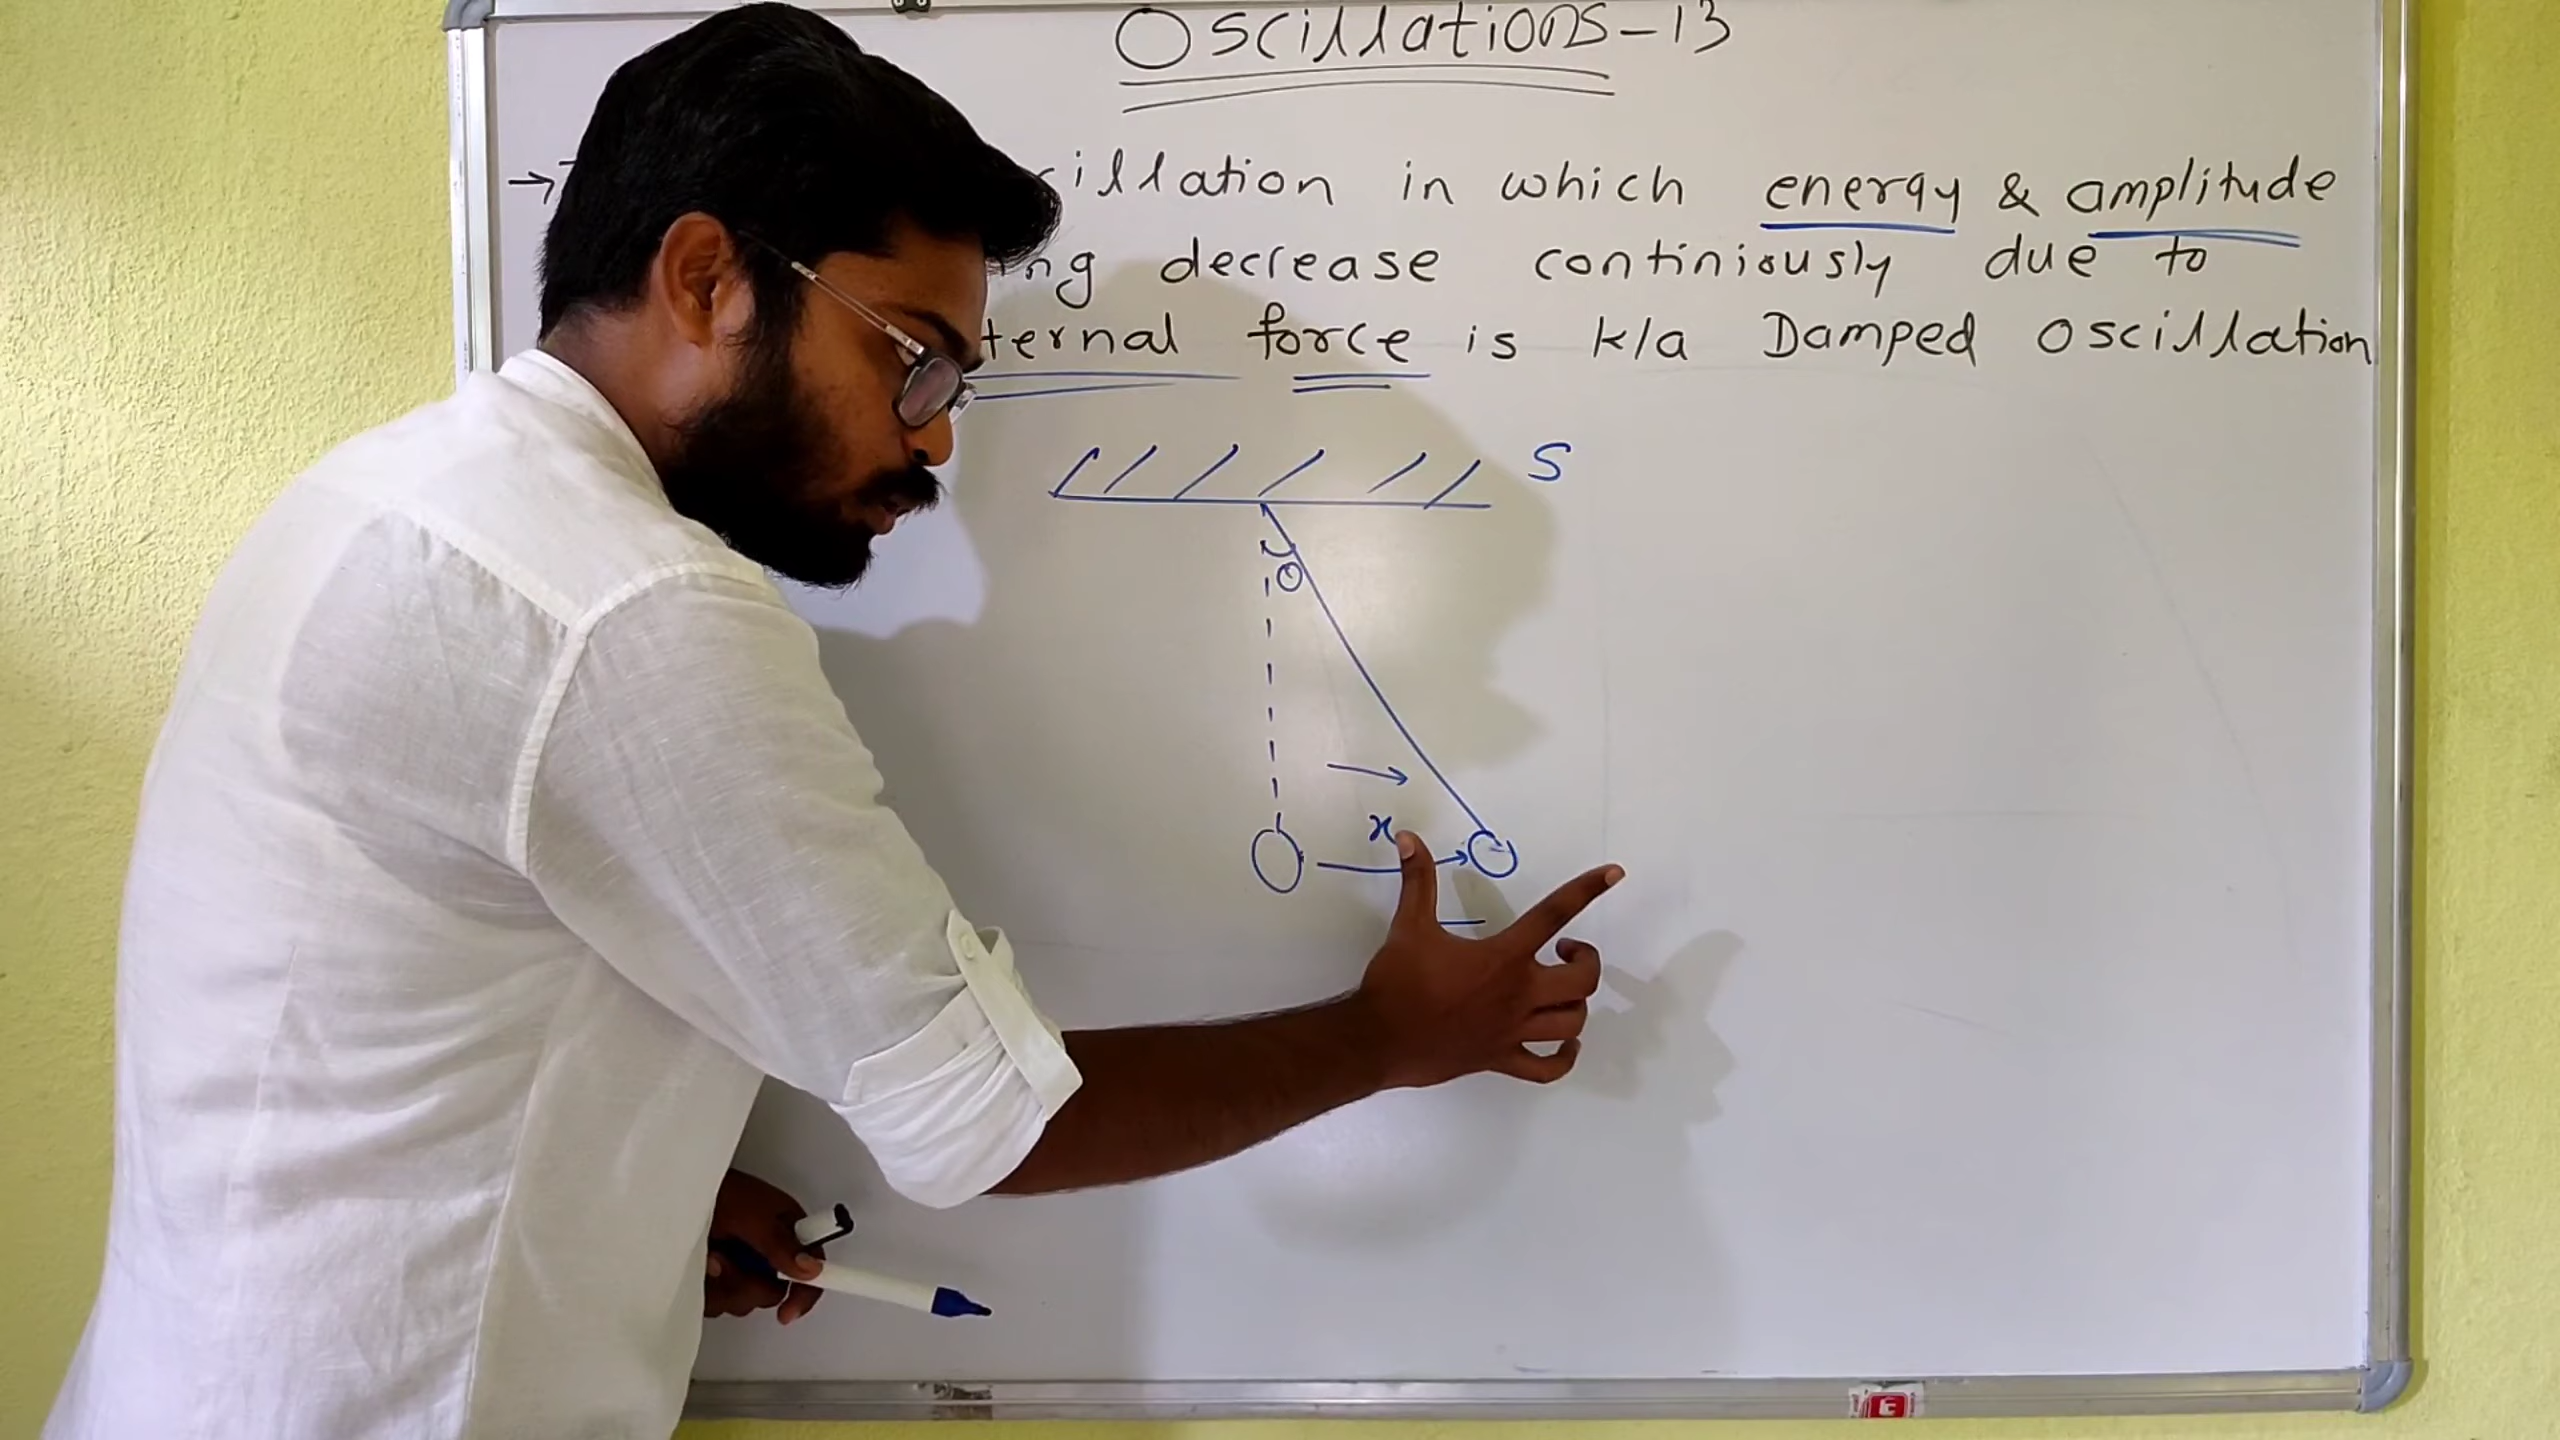 Oscillations-13
→ cillation in which energy & amplitude
ng decrease continiously due to
ternal force is k/a Damped oscillation
S
θ
x
E